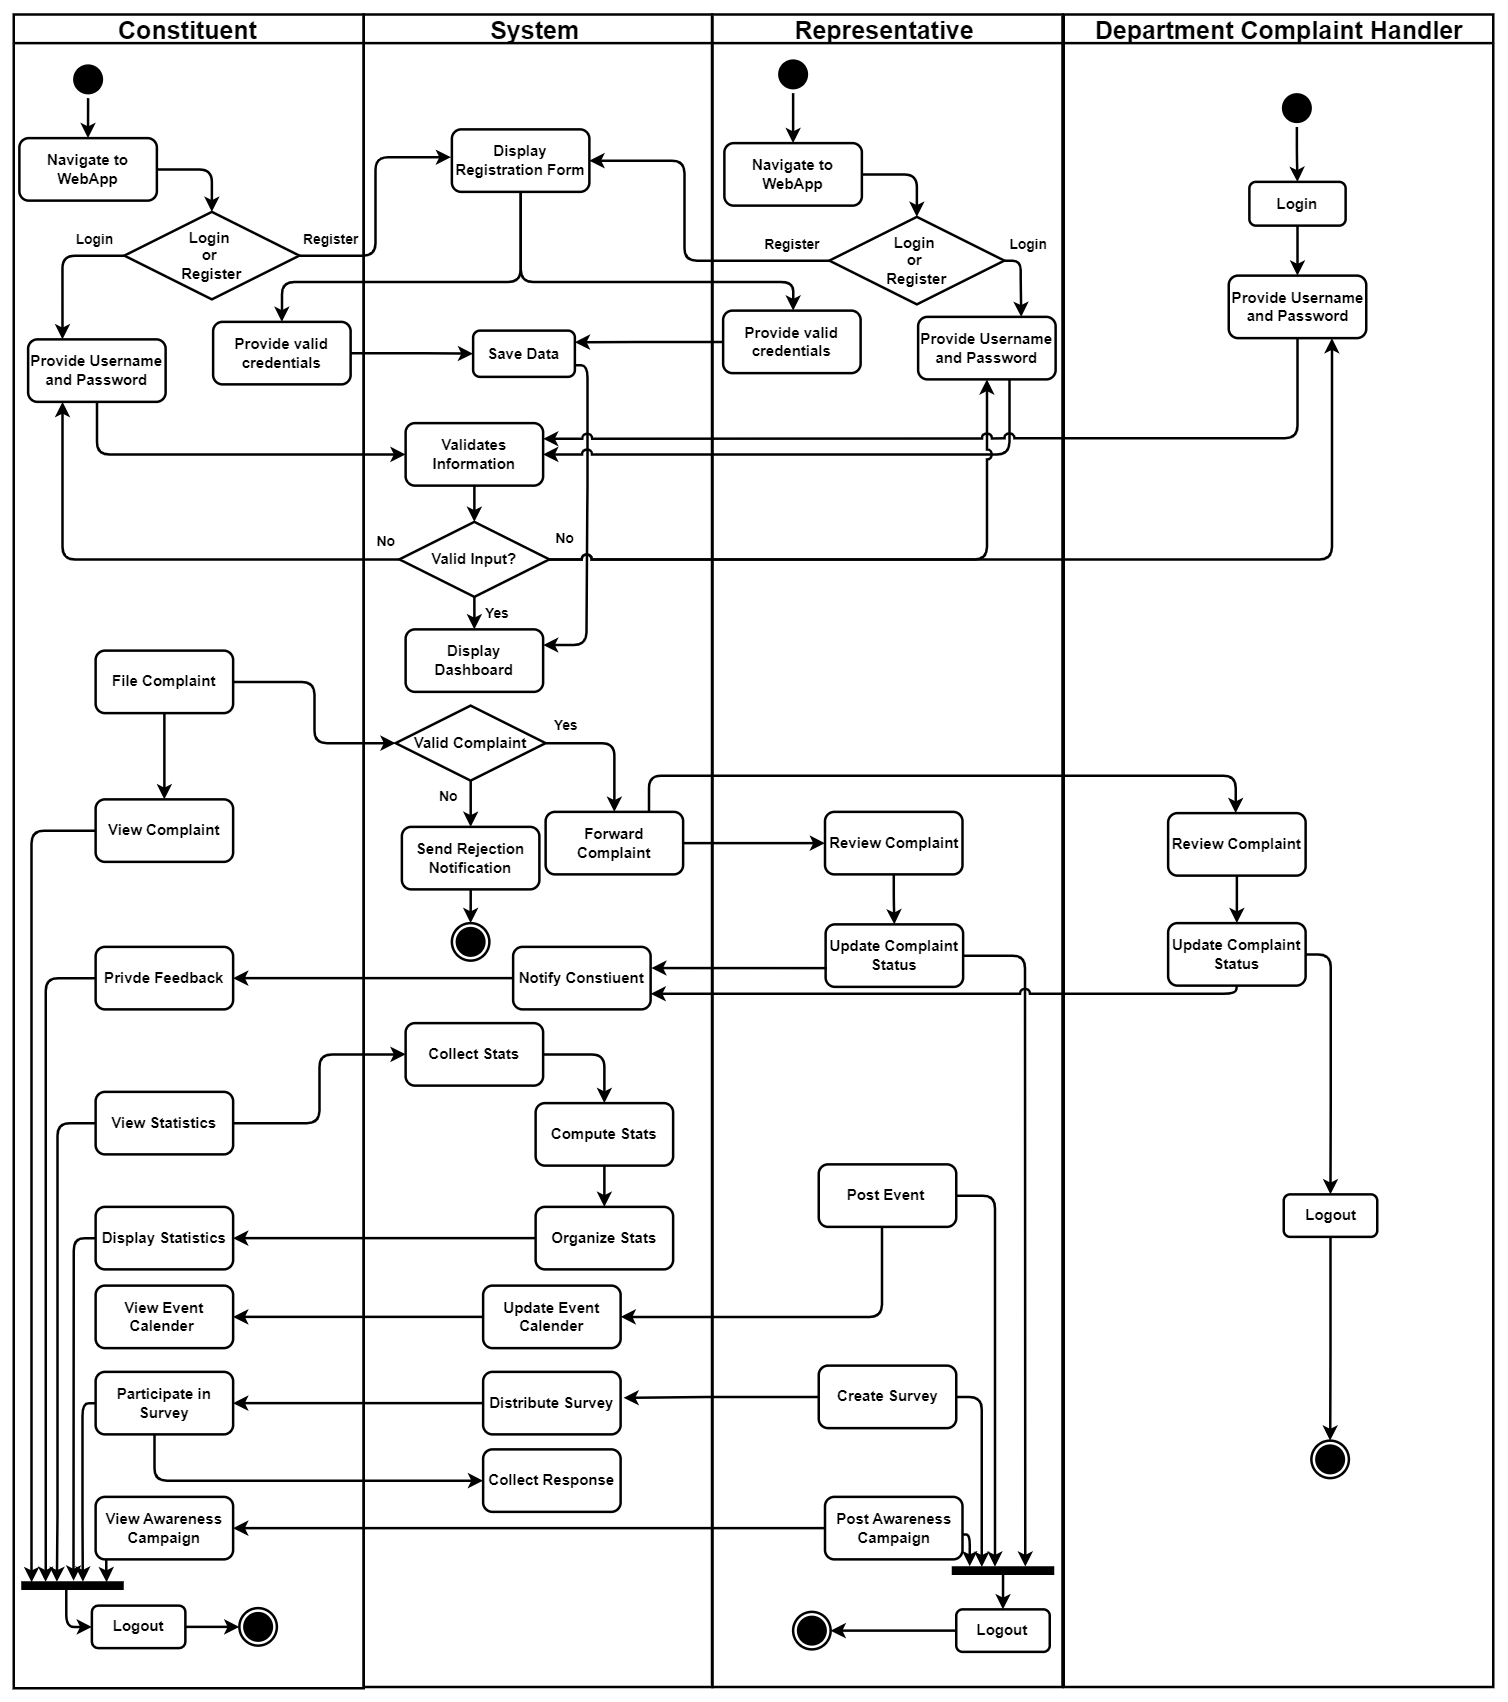 Constituent
System
Representative
Department Complaint Handler
Navigate to
WebApp
Display
Registration Form
Navigate to
WebApp
Login
Login
or
Register
Login
Register
Login
or
Register
Register
Login
Provide Username
and Password
Provide valid
credentials
Save Data
Provide valid
credentials
Provide Username
and Password
Provide Username
and Password
Validates
Information
No
Valid Input?
No
Yes
Display
Dashboard
File Complaint
Valid Complaint
Yes
No
View Complaint
Send Rejection
Notification
Forward
Complaint
Review Complaint
Review Complaint
Update Complaint
Status
Update Complaint
Status
Privde Feedback
Notify Constiuent
Collect Stats
View Statistics
Compute Stats
Post Event
Logout
Display Statistics
Organize Stats
View Event
Calender
Update Event
Calender
Participate in
Survey
Distribute Survey
Create Survey
Collect Response
View Awareness
Campaign
Post Awareness
Campaign
Logout
Logout